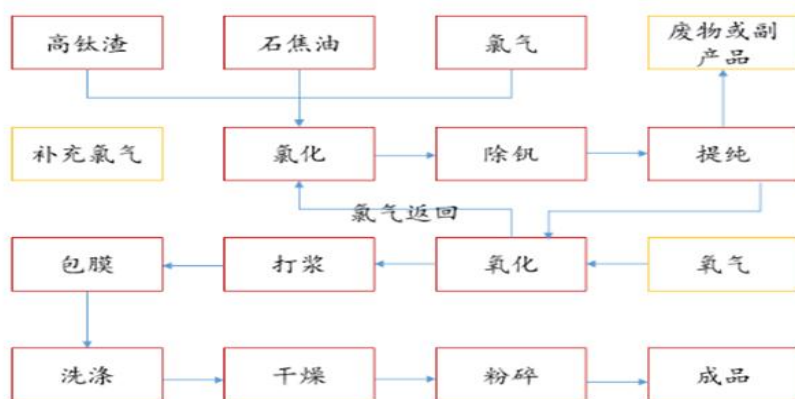 高钛渣
石焦油
氯气
废物或副
产品
补充氯气
氯化
除钒
提纯
氯气返回
包膜
打浆
氧化
氧气
洗涤
干燥
粉碎
成品